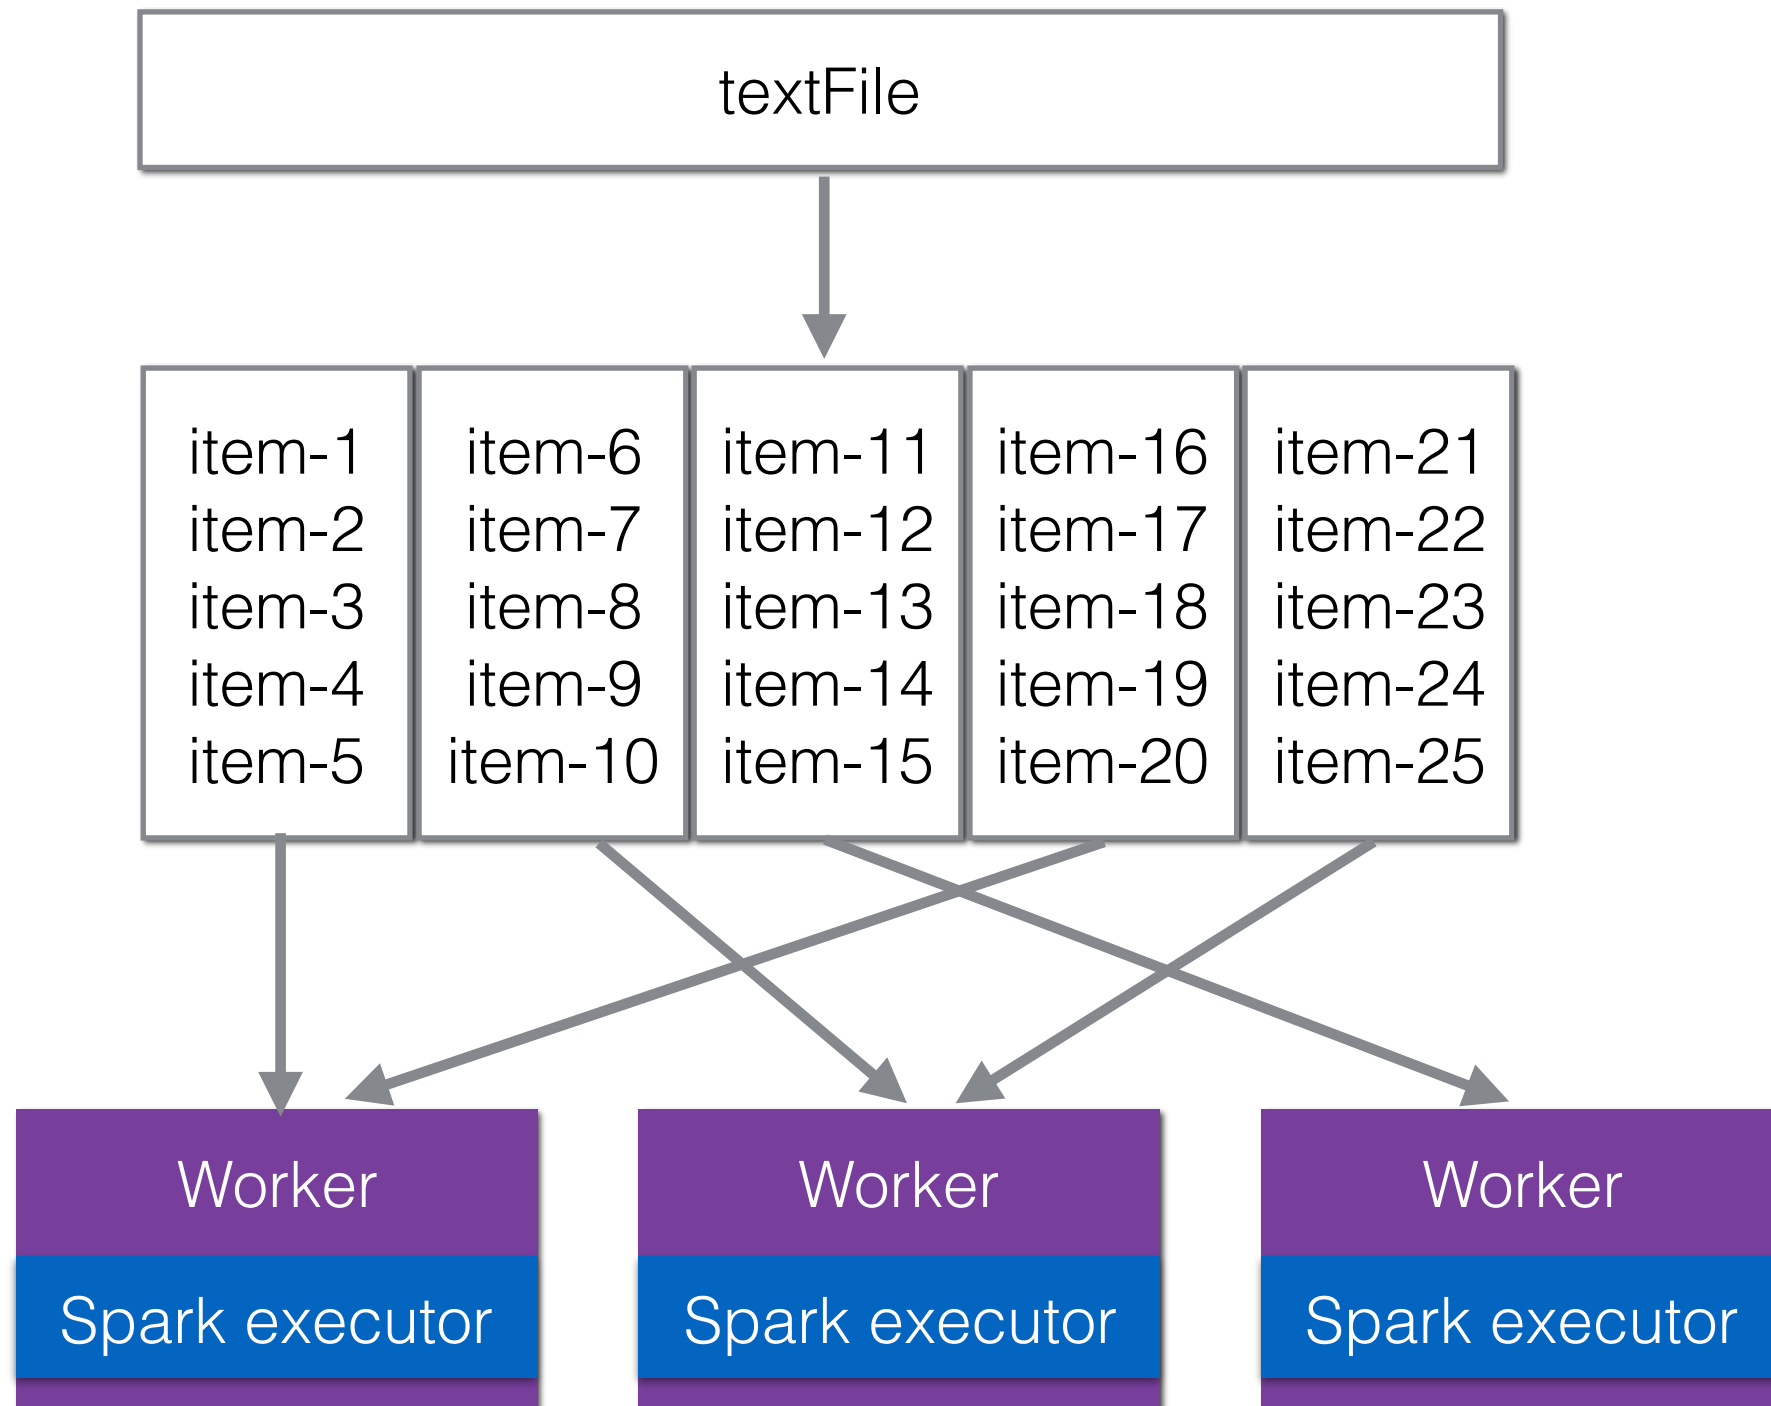 textFile
item-1
item-2
item-3
item-4
item-5
item-6
item-7
item-8
item-9
item-10
item-11
item-12
item-13
item-14
item-15
item-16
item-17
item-18
item-19
item-20
item-21
item-22
item-23
item-24
item-25
Worker
Spark executor
Worker
Spark executor
Worker
Spark executor